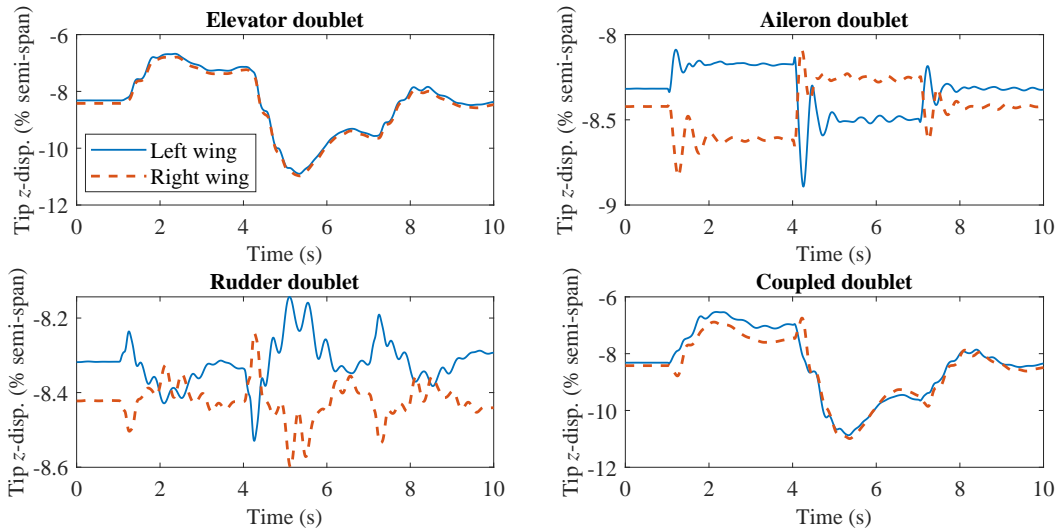 Elevator doublet
Tip z-disp. (% semi-span)
-6
-8
-10
-12
Left wing
Right wing
0 2 4 6 8 10
Time (s)
Aileron doublet
Tip z-disp. (% semi-span)
-8
-8.5
-9
0 2 4 6 8 10
Time (s)
Rudder doublet
Tip z-disp. (% semi-span)
-8.2
-8.4
-8.6
0 2 4 6 8 10
Time (s)
Coupled doublet
Tip z-disp. (% semi-span)
-6
-8
-10
-12
0 2 4 6 8 10
Time (s)